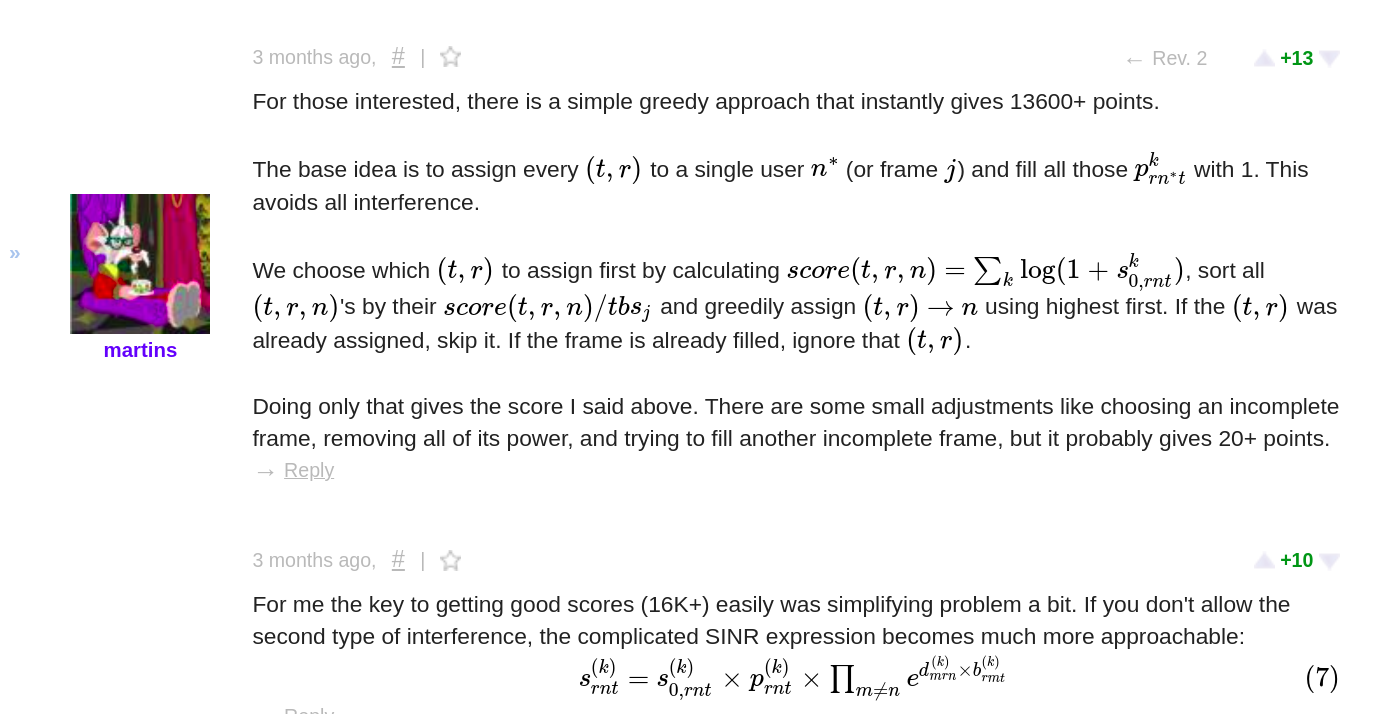 3 months ago, # | ☆ ← Rev. 2 ▲ +13 ▼
For those interested, there is a simple greedy approach that instantly gives 13600+ points.
The base idea is to assign every (t, r) to a single user n* (or frame j) and fill all those p^k_{rn*t} with 1. This
avoids all interference.
»
We choose which (t, r) to assign first by calculating score(t, r, n) = ∑_k log(1 + s^k_{0,rnt}), sort all
(t, r, n)'s by their score(t, r, n)/tbs_j and greedily assign (t, r) → n using highest first. If the (t, r) was
already assigned, skip it. If the frame is already filled, ignore that (t, r).
martins
Doing only that gives the score I said above. There are some small adjustments like choosing an incomplete
frame, removing all of its power, and trying to fill another incomplete frame, but it probably gives 20+ points.
→ Reply
3 months ago, # | ☆ ▲ +10 ▼
For me the key to getting good scores (16K+) easily was simplifying problem a bit. If you don't allow the
second type of interference, the complicated SINR expression becomes much more approachable:
s^{(k)}_{rnt} = s^{(k)}_{0,rnt} × p^{(k)}_{rnt} × ∏_{m≠n} e^{d^{(k)}_{mrn}×b^{(k)}_{rmt}} (7)
Reply